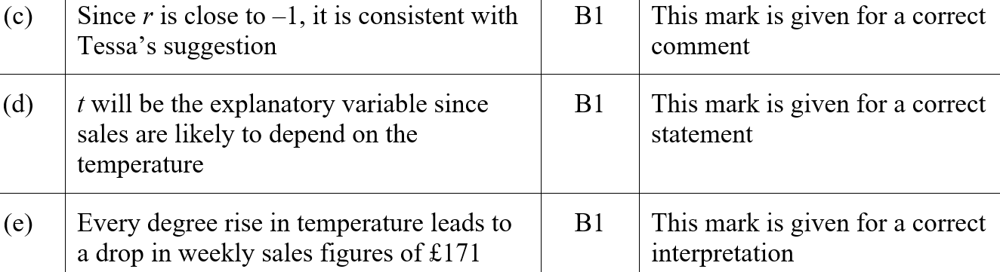 (c) Since r is close to –1, it is consistent with B1 This mark is given for a correct
Tessa’s suggestion comment
(d) t will be the explanatory variable since B1 This mark is given for a correct
sales are likely to depend on the statement
temperature
(e) Every degree rise in temperature leads to B1 This mark is given for a correct
a drop in weekly sales figures of £171 interpretation